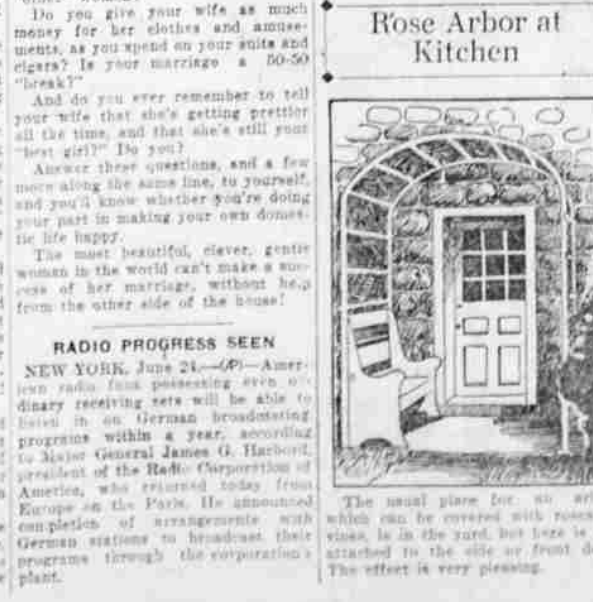 Do you give your wife as much
money for her clothes and amuse-
ments, as you spend on your suits and
cigars? Is your marriage a 50-50
"break?"
And do you ever remember to tell
your wife that she's getting prettier
all the time, and that she's still your
"best girl?" Do you?
Answer these questions, and a few
more along the same line, to yourself,
and you'll know whether you're doing
your part in making your own domes-
tic life happy.
The most beautiful, clever, gentle
woman in the world can't make a suc-
cess of her marriage, without help
from the other side of the house!
RADIO PROGRESS SEEN
NEW YORK, June 24.—(AP)—Amer-
ican radio fans possessing even or-
dinary receiving sets will be able to
listen in on German broadcasting
programs within a year, according
to Major General James G. Harbord,
president of the Radio Corporation of
America, who returned today from
Europe on the Paris. He announced
completion of arrangements with
German stations to broadcast their
programs through the corporation's
plant.
Rose Arbor at
Kitchen
The usual place for an
which can be covered with
vines, is in the yard, but here is
attached to the side or front
The effect is very pleasing.